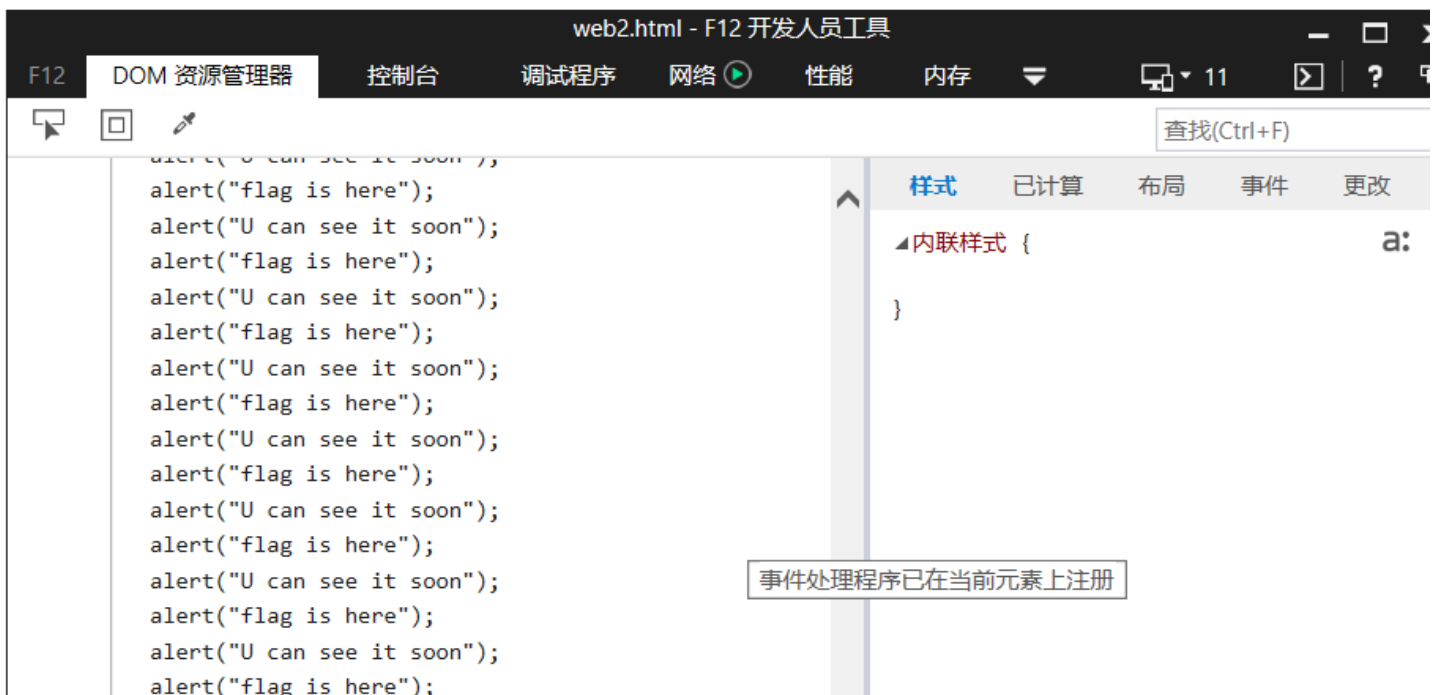 web2.html - F12 开发人员工具
F12 DOM 资源管理器 控制台 调试程序 网络 性能 内存 11 ?
查找(Ctrl+F)
样式 已计算 布局 事件 更改
内联样式 {
a:
}
alert("U can see it soon");
alert("flag is here");
alert("U can see it soon");
alert("flag is here");
alert("U can see it soon");
alert("flag is here");
alert("U can see it soon");
alert("flag is here");
alert("U can see it soon");
alert("flag is here");
alert("U can see it soon");
alert("flag is here");
alert("U can see it soon");
alert("flag is here");
alert("U can see it soon");
alert("flag is here");
事件处理程序已在当前元素上注册